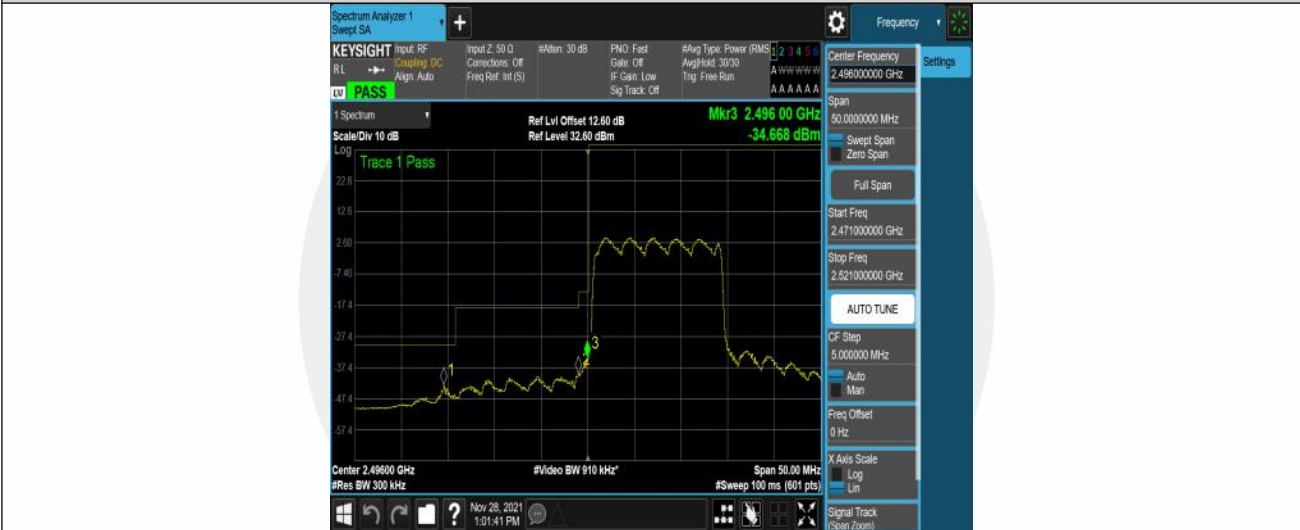 Spectrum Analyzer 1
Swept SA
+
Frequency
KEYSIGHT
RL
PASS
Input: RF
Coupling: DC
Align: Auto
Input Z: 50 Ω
Corrections: Off
Freq Ref: Int (S)
#Atten: 30 dB
PNO: Fast
Gate: Off
IF Gain: Low
Sig Track: Off
#Avg Type: Power (RMS
Avg|Hold: 30/30
Trig: Free Run
1 2 3 4 5 6
A W W W W W
A A A A A A
Center Frequency
2.496000000 GHz
Settings
Span
50.0000000 MHz
Swept Span
Zero Span
Full Span
Start Freq
2.471000000 GHz
Stop Freq
2.521000000 GHz
AUTO TUNE
CF Step
5.000000 MHz
Auto
Man
Freq Offset
0 Hz
X Axis Scale
Log
Lin
Signal Track
(Span Zoom)
1 Spectrum
Scale/Div 10 dB
Ref Lvl Offset 12.60 dB
Ref Level 32.60 dBm
Mkr3 2.496 00 GHz
-34.668 dBm
Log
Trace 1 Pass
22.6
12.6
2.60
-7.40
-17.4
-27.4
-37.4
-47.4
-57.4
1
3
Center 2.49600 GHz
#Res BW 300 kHz
#Video BW 910 kHz*
Span 50.00 MHz
#Sweep 100 ms (601 pts)
?
Nov 28, 2021
1:01:41 PM